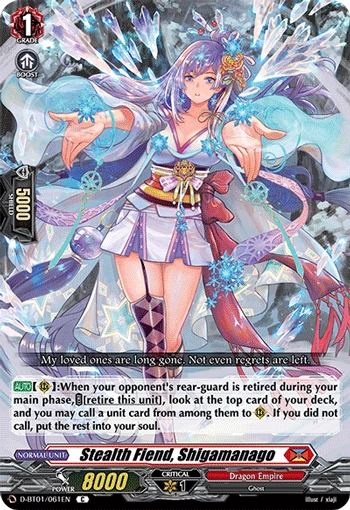 1
GRADE
BOOST
5000
SHIELD
My loved ones are long gone. Not even regrets are left.
AUTO [ ]:When your opponent's rear-guard is retired during your
main phase, [retire this unit], look at the top card of your deck,
and you may call a unit card from among them to . If you did not
call, put the rest into your soul.
NORMAL UNIT
Stealth Fiend, Shigamanago
POWER 8000
CRITICAL
1
Dragon Empire
Ghost
D-BT01/061EN C
Illust / xiaji